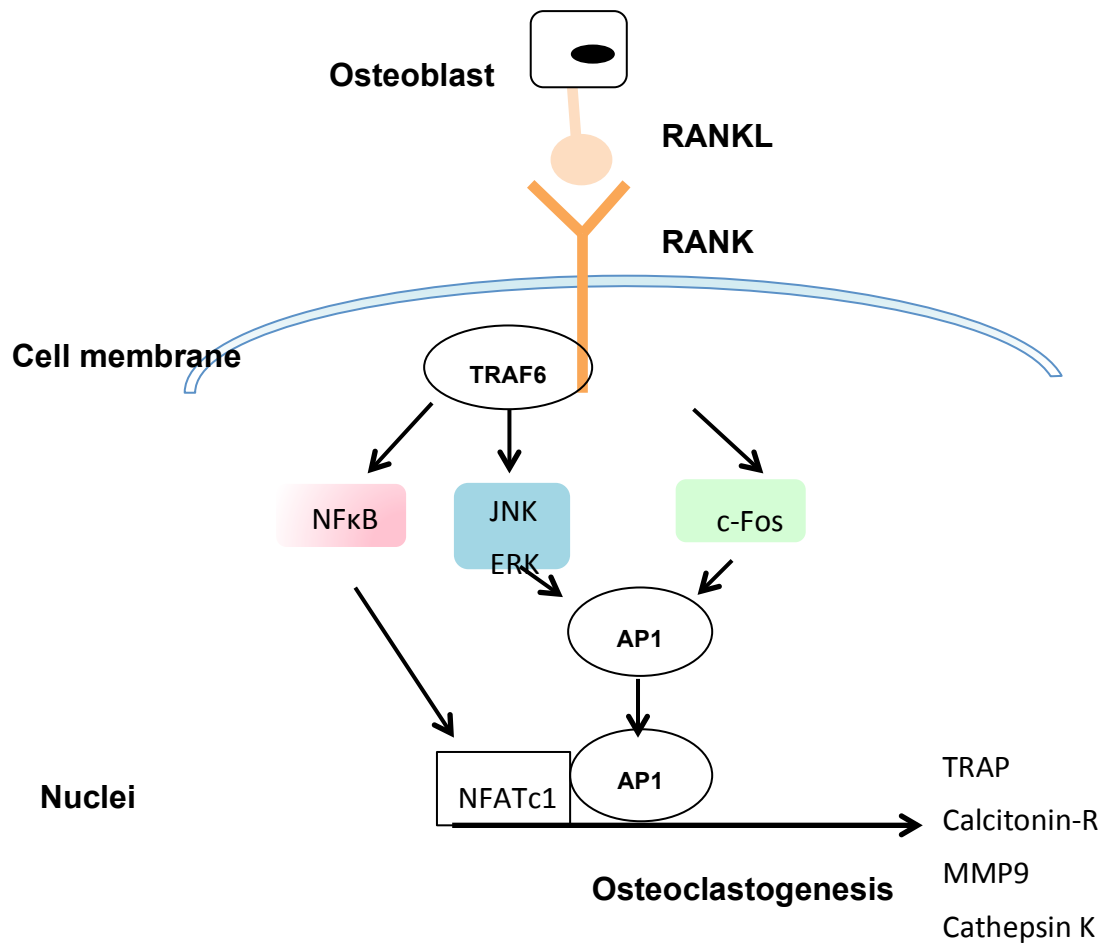 Osteoblast
RANKL
RANK
Cell membrane
TRAF6
NFκB
JNK
ERK
c-Fos
AP1
Nuclei
NFATc1
AP1
TRAP
Calcitonin-R
MMP9
Cathepsin K
Osteoclastogenesis